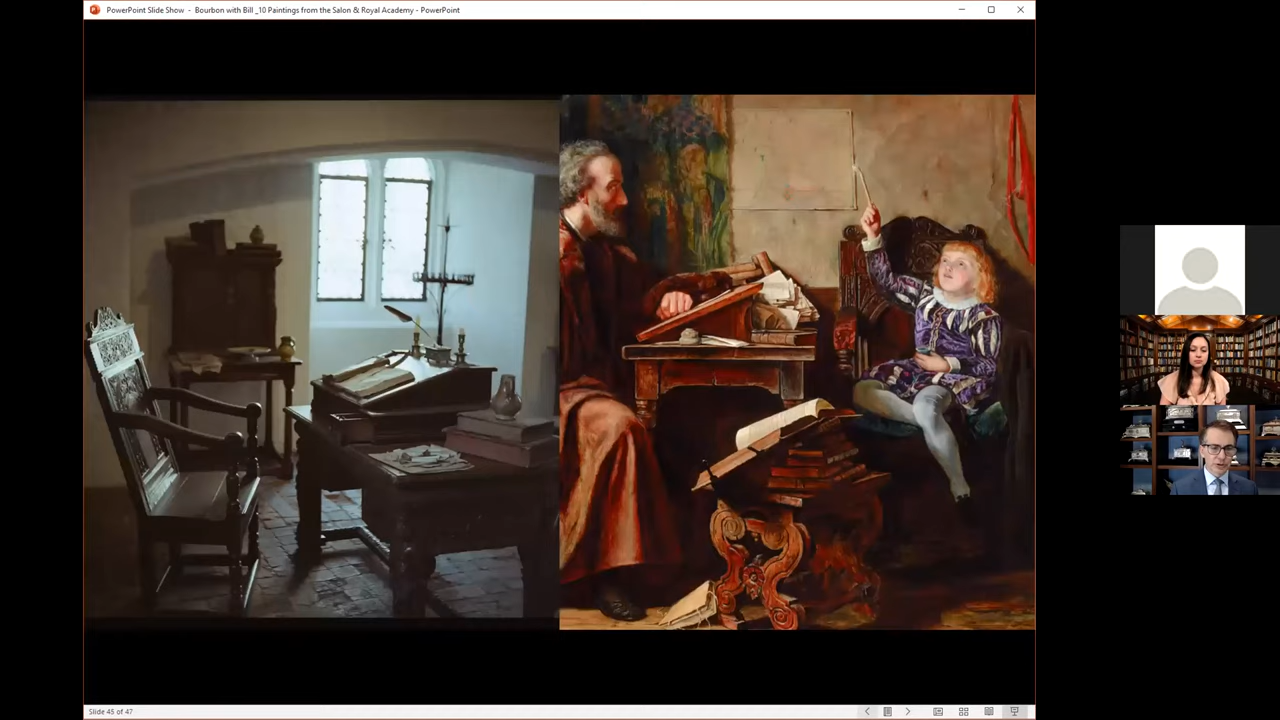 PowerPoint Slide Show - Bourbon with Bill _10 Paintings from the Salon & Royal Academy - PowerPoint
Slide 45 of 47